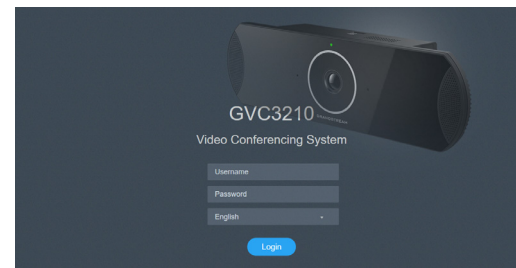 GVC3210
Video Conferencing System
Username
Password
English
Login